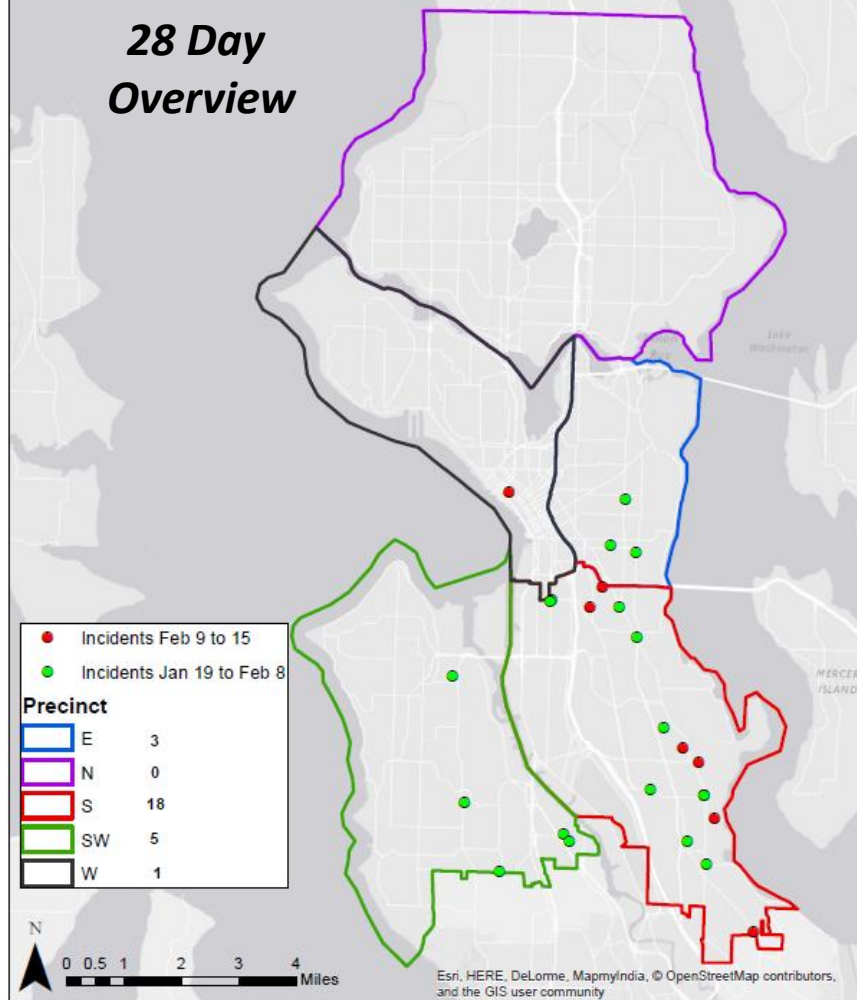 28 Day
Overview
Lake
Washington
MERCER
ISLAND
Incidents Feb 9 to 15
Incidents Jan 19 to Feb 8
Precinct
E 3
N 0
S 18
SW 5
W 1
N
0 0.5 1 2 3 4
Miles
Esri, HERE, DeLorme, MapmyIndia, © OpenStreetMap contributors,
and the GIS user community